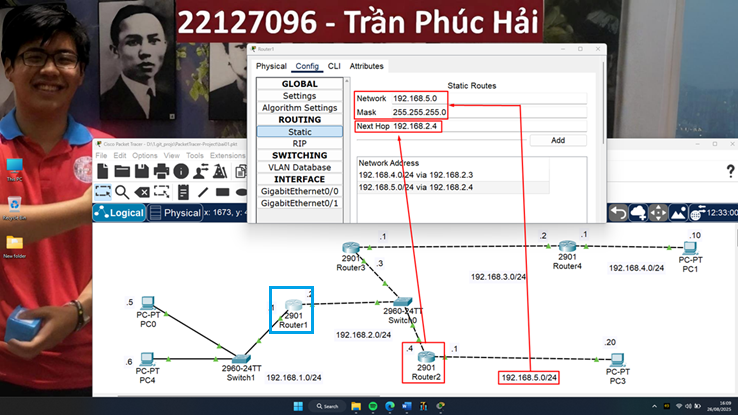 22127096 - Trần Phúc Hải
Router1
Physical Config CLI Attributes
GLOBAL
Settings
Algorithm Settings
ROUTING
Static
RIP
SWITCHING
VLAN Database
INTERFACE
GigabitEthernet0/0
GigabitEthernet0/1
Static Routes
Network 192.168.5.0
Mask 255.255.255.0
Next Hop 192.168.2.4
Add
Network Address
192.168.4.0/24 via 192.168.2.3
192.168.5.0/24 via 192.168.2.4
File Edit Options View Tools Extensions
Logical Physical x: 1673, y:
12:33:00
This PC
Recycle Bin
New folder
.1
2901
Router3
.3
.2 .1
2901
Router4
.10
PC-PT
PC1
192.168.3.0/24
192.168.4.0/24
.5
PC-PT
PC0
.2
2901
Router1
2960-24TT
Switch0
192.168.2.0/24
.6
PC-PT
PC4
2960-24TT
Switch1
192.168.1.0/24
.4 .1
2901
Router2
.20
PC-PT
PC3
192.168.5.0/24
Search
16:09
26/08/2025